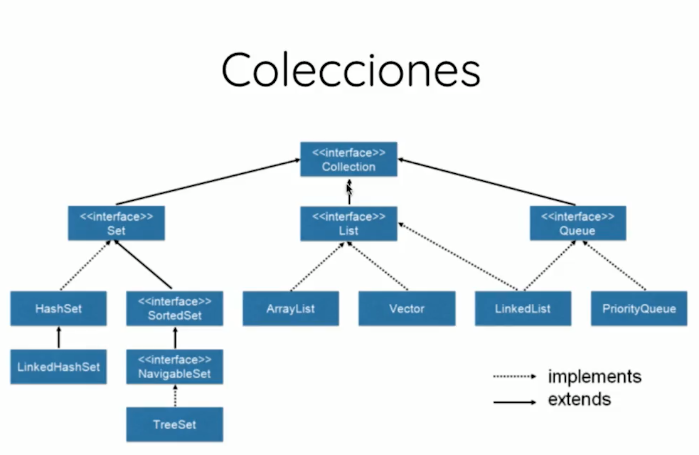 Colecciones
<<interface>>
Collection
<<interface>>
Set
<<interface>>
List
<<interface>>
Queue
HashSet
<<interface>>
SortedSet
ArrayList
Vector
LinkedList
PriorityQueue
LinkedHashSet
<<interface>>
NavigableSet
TreeSet
implements
extends